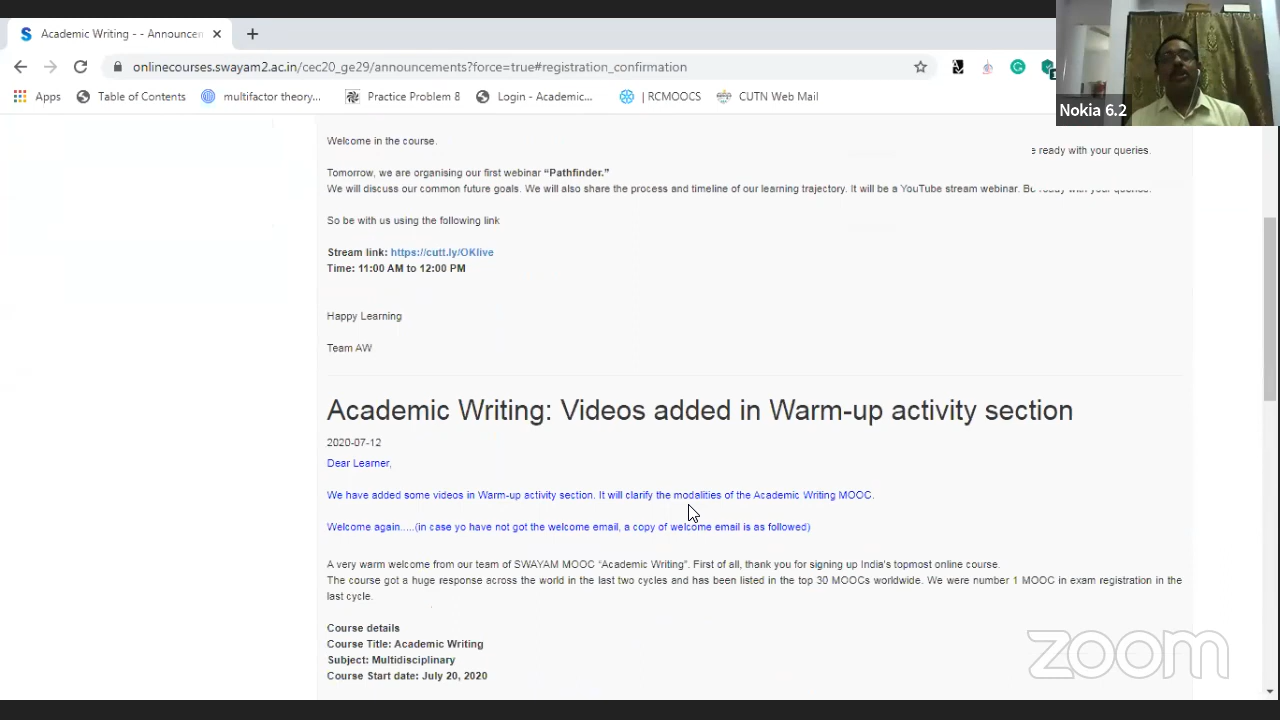 Academic Writing - - Announcen
onlinecourses.swayam2.ac.in/cec20_ge29/announcements?force=true#registration_confirmation
Apps Table of Contents multifactor theory... Practice Problem 8 Login - Academic... | RCMOOCS CUTN Web Mail
Nokia 6.2
Welcome in the course.
e ready with your queries.
Tomorrow, we are organising our first webinar “Pathfinder.”
We will discuss our common future goals. We will also share the process and timeline of our learning trajectory. It will be a YouTube stream webinar. Be ready with your queries.
So be with us using the following link
Stream link: https://cutt.ly/OKlive
Time: 11:00 AM to 12:00 PM
Happy Learning
Team AW
Academic Writing: Videos added in Warm-up activity section
2020-07-12
Dear Learner,
We have added some videos in Warm-up activity section. It will clarify the modalities of the Academic Writing MOOC.
Welcome again.....(in case yo have not got the welcome email, a copy of welcome email is as followed)
A very warm welcome from our team of SWAYAM MOOC “Academic Writing”. First of all, thank you for signing up India's topmost online course.
The course got a huge response across the world in the last two cycles and has been listed in the top 30 MOOCs worldwide. We were number 1 MOOC in exam registration in the
last cycle.
Course details
Course Title: Academic Writing
Subject: Multidisciplinary
Course Start date: July 20, 2020
zoom